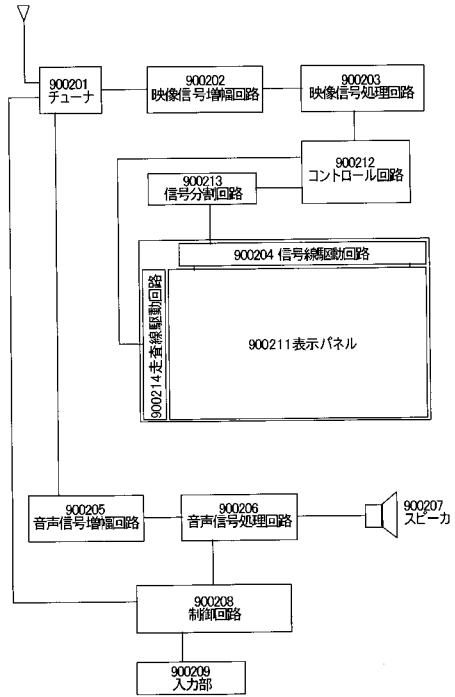 900201
チューナ
900202
映像信号増幅回路
900203
映像信号処理回路
900212
コントロール回路
900213
信号分割回路
900204 信号線駆動回路
900214走査線駆動回路
900211表示パネル
900205
音声信号増幅回路
900206
音声信号処理回路
900207
スピーカ
900208
制御回路
900209
入力部